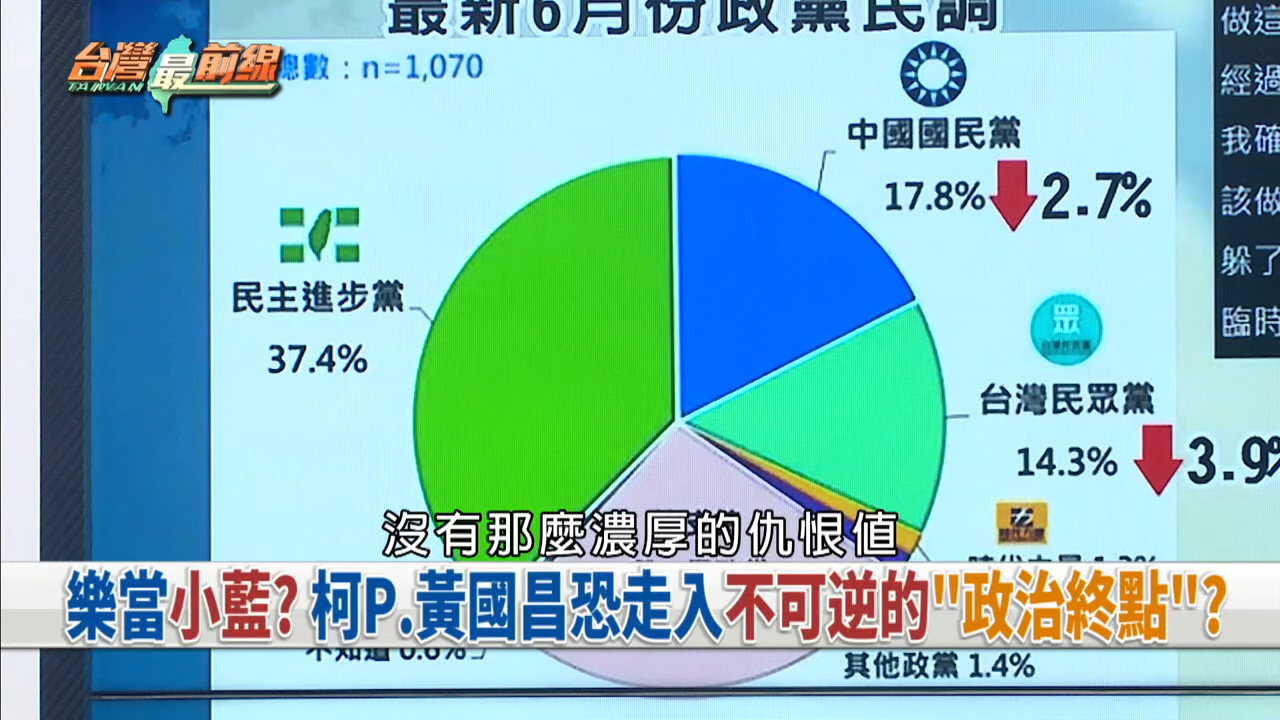 最新6月份政黨民調
台灣最前線
TAIWAN
總數：n=1,070
中國國民黨
17.8% 2.7%
民主進步黨
37.4%
眾
台灣民眾黨
14.3% 3.9%
其他政黨 1.4%
做這
經過
我確
該做
躲了
臨時
沒有那麼濃厚的仇恨值
樂當小藍? 柯P.黃國昌恐走入不可逆的"政治終點"?